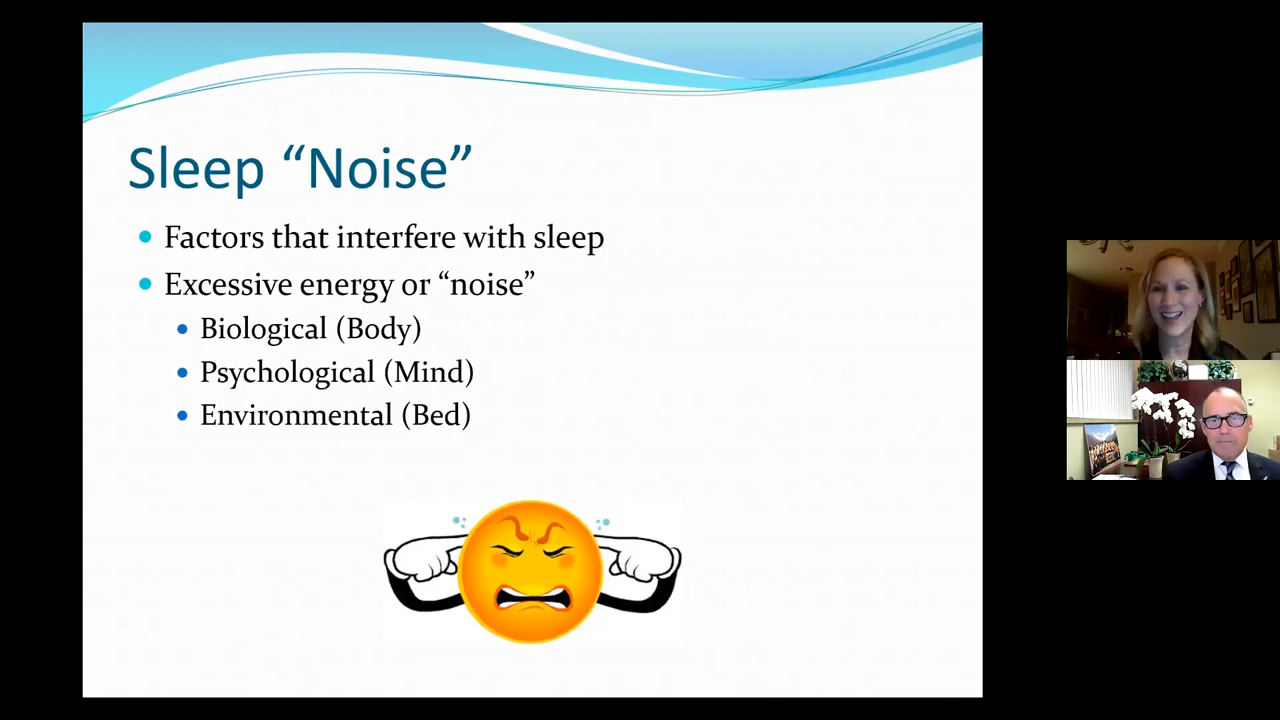 Sleep “Noise”
Factors that interfere with sleep
Excessive energy or “noise”
Biological (Body)
Psychological (Mind)
Environmental (Bed)